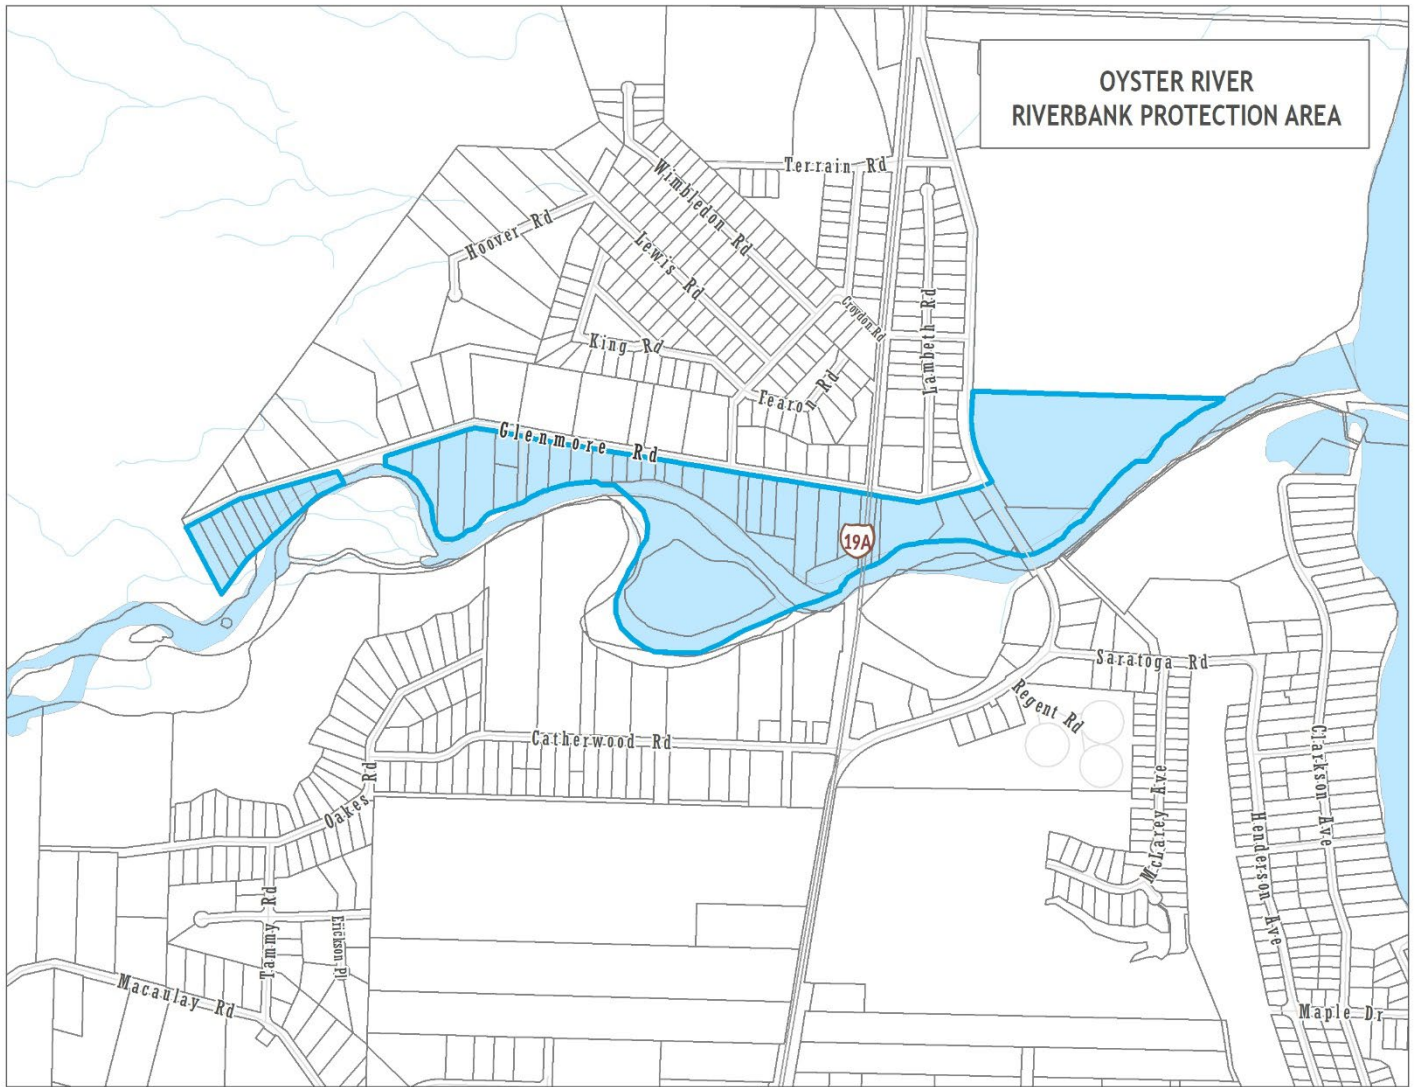 OYSTER RIVER
RIVERBANK PROTECTION AREA
Terrain Rd
Wimbledon Rd
Hoover Rd
Lewis Rd
Croydon Rd
Lambeth Rd
King Rd
Fearon Rd
Glenmore Rd
19A
Saratoga Rd
Regent Rd
Catherwood Rd
Clarkson Ave
Oakes Rd
McLarey Ave
Henderson Ave
Tammy Rd
Erickson Pl
Macaulay Rd
Maple Dr